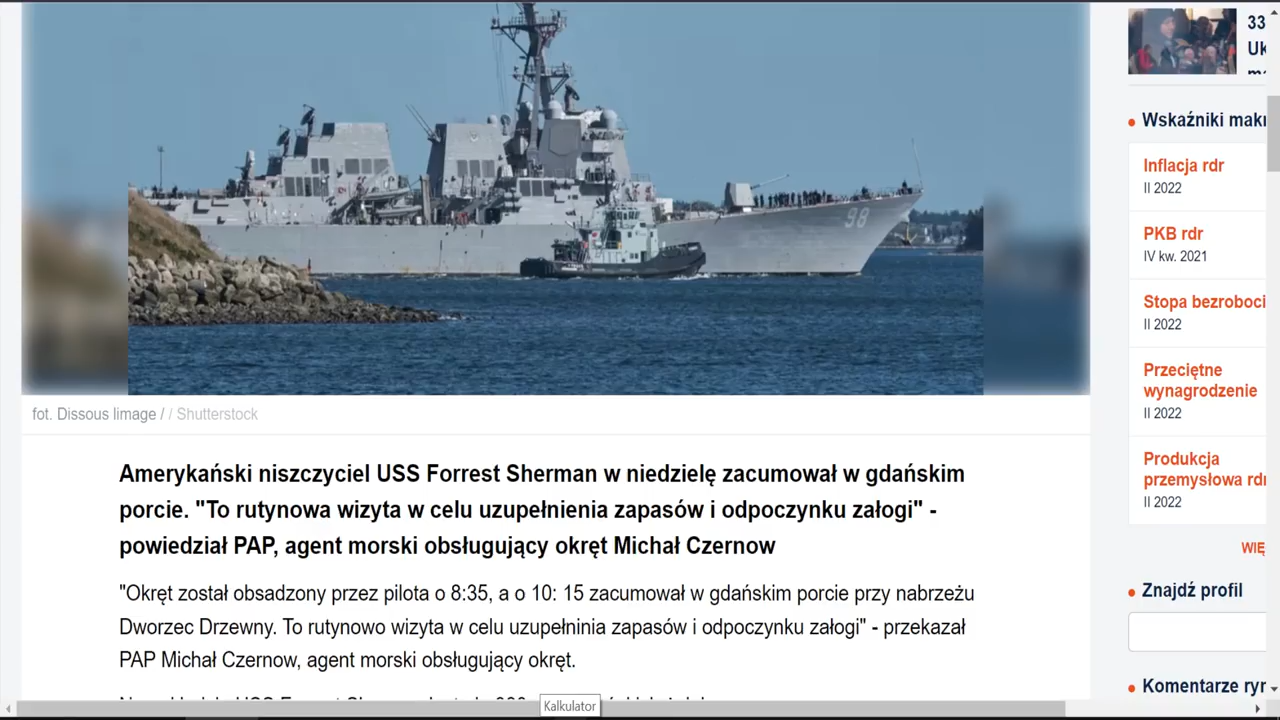 98
fot. Dissous limage / / Shutterstock
Amerykański niszczyciel USS Forrest Sherman w niedzielę zacumował w gdańskim
porcie. "To rutynowa wizyta w celu uzupełnienia zapasów i odpoczynku załogi" -
powiedział PAP, agent morski obsługujący okręt Michał Czernow
"Okręt został obsadzony przez pilota o 8:35, a o 10: 15 zacumował w gdańskim porcie przy nabrzeżu
Dworzec Drzewny. To rutynowo wizyta w celu uzupełninia zapasów i odpoczynku załogi" - przekazał
PAP Michał Czernow, agent morski obsługujący okręt.
Kalkulator
33
Uk
Wskaźniki mak
Inflacja rdr
II 2022
PKB rdr
IV kw. 2021
Stopa bezroboci
II 2022
Przeciętne
wynagrodzenie
II 2022
Produkcja
przemysłowa rdr
II 2022
WIĘ
Znajdź profil
Komentarze ryn